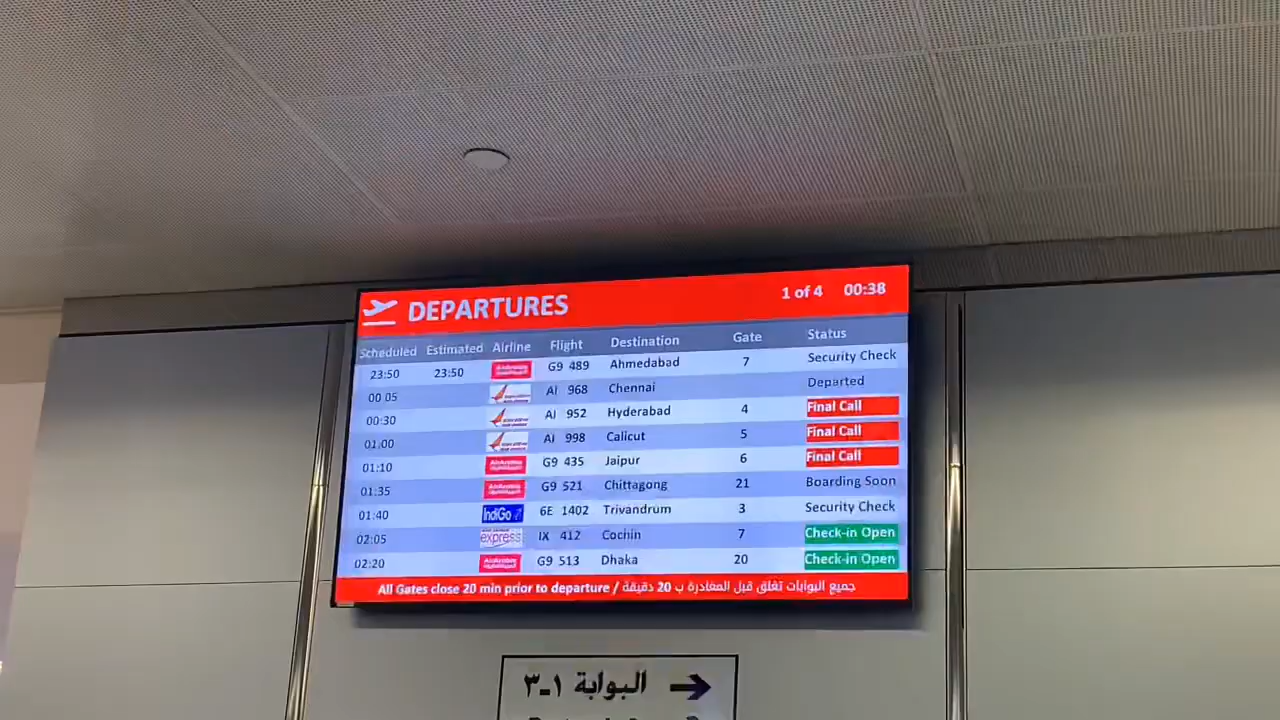 DEPARTURES 1 of 4 00:38
Scheduled Estimated Airline Flight Destination Gate Status
23:50 23:50 G9 489 Ahmedabad 7 Security Check
00:05 AI 968 Chennai Departed
00:30 AI 952 Hyderabad 4 Final Call
01:00 AI 998 Calicut 5 Final Call
01:10 G9 435 Jaipur 6 Final Call
01:35 G9 521 Chittagong 21 Boarding Soon
01:40 IndiGo 6E 1402 Trivandrum 3 Security Check
02:05 express IX 412 Cochin 7 Check-in Open
02:20 G9 513 Dhaka 20 Check-in Open
All Gates close 20 min prior to departure / جميع البوابات تغلق قبل المغادرة ب 20 دقيقة
البوابة ١-٣